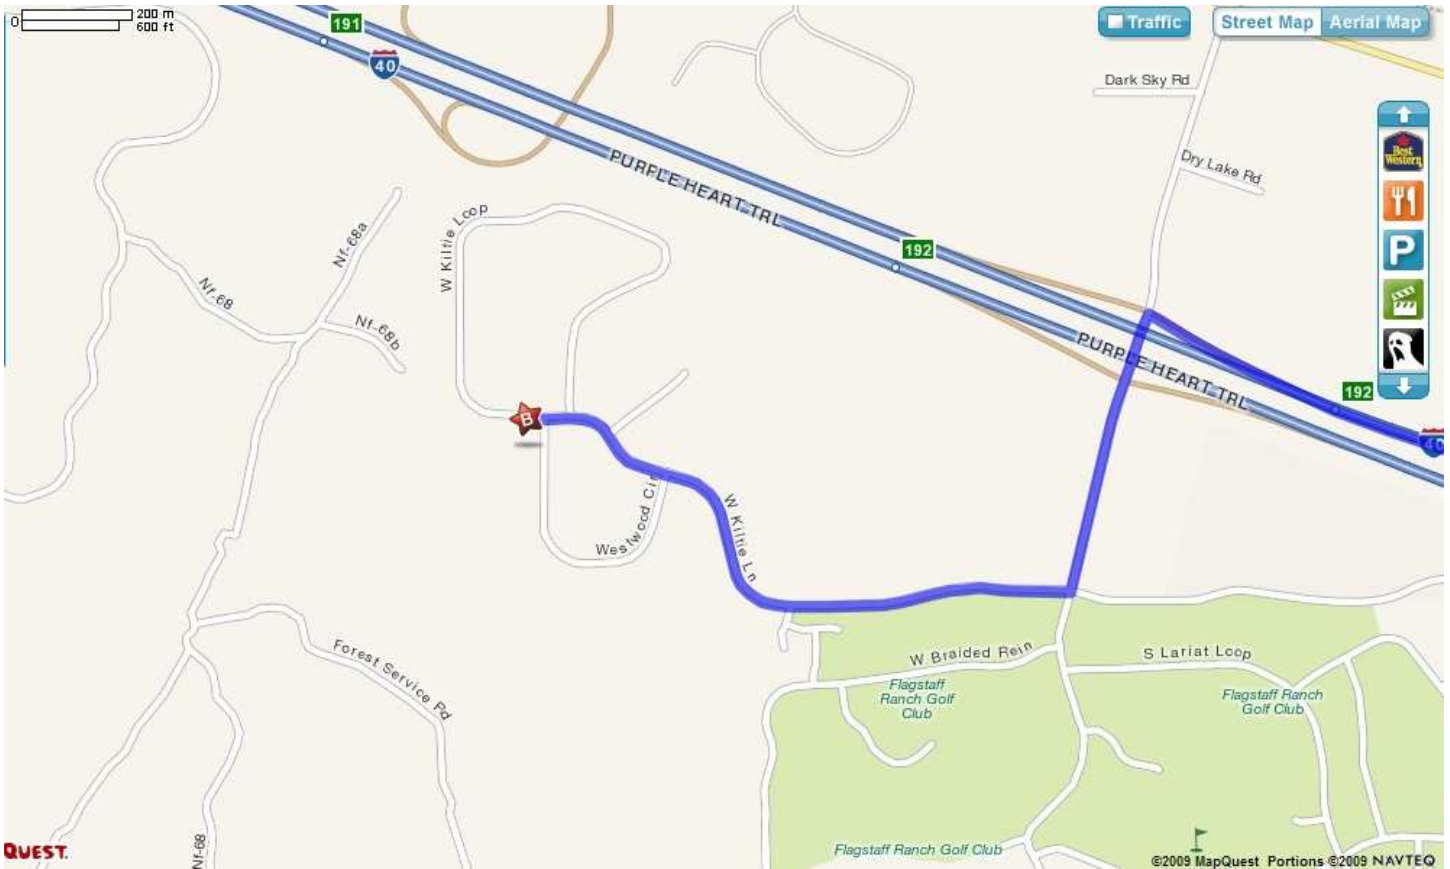 0
200 m
600 ft
191
40
Traffic
Street Map
Aerial Map
Dark Sky Rd
Best
Western
PURPLE HEART TRL
Dry Lake Rd
P
W Kiltie Loop
Nf-68a
192
Nf-68
Nf-68b
PURPLE HEART TRL
192
B
40
Westwood Cir
W Kiltie Ln
Forest Service Rd
W Braided Rein
S Lariat Loop
Flagstaff
Ranch Golf
Club
Flagstaff Ranch
Golf Club
Nf-68
QUEST.
Flagstaff Ranch Golf Club
©2009 MapQuest Portions ©2009 NAVTEQ